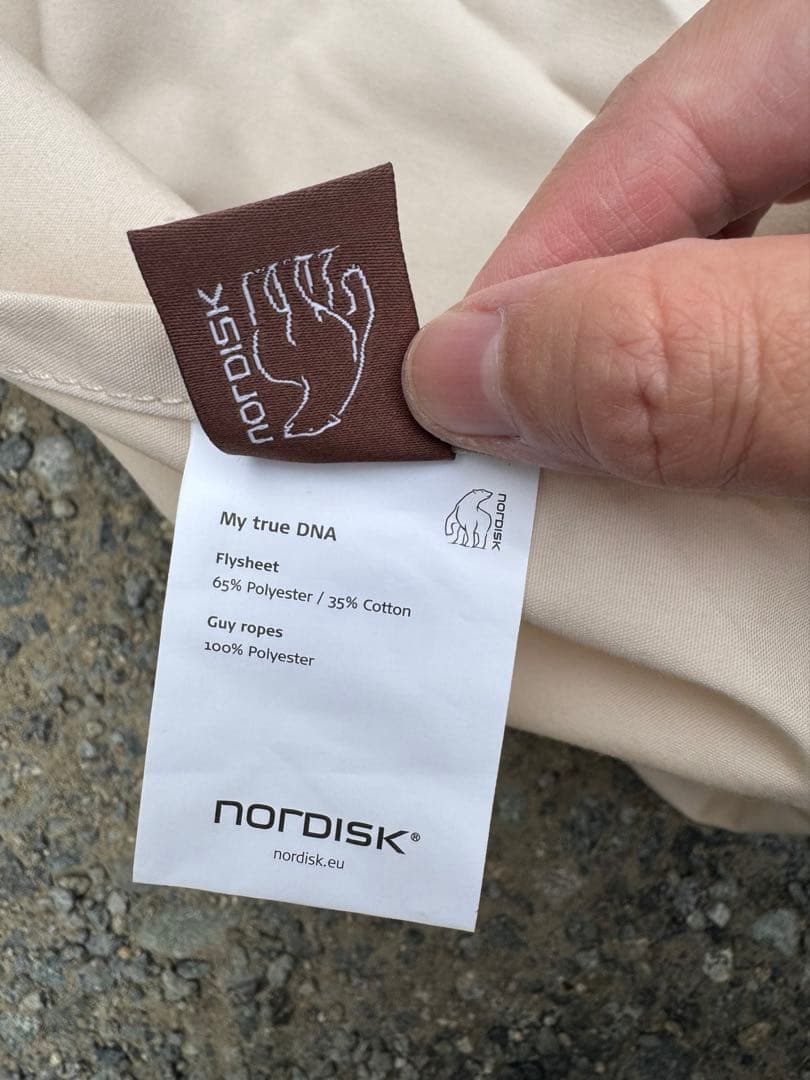 nordisk
My true DNA
nordisk
Flysheet
65% Polyester / 35% Cotton
Guy ropes
100% Polyester
nordisk®
nordisk.eu